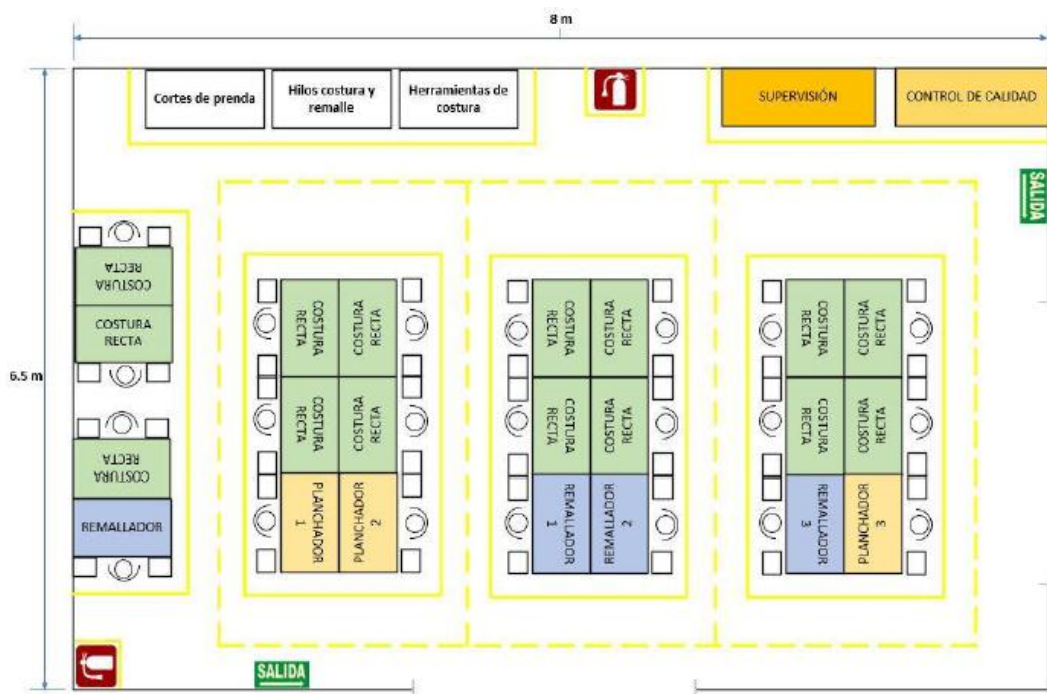 8 m
Cortes de prenda
Hilos costura y
remalle
Herramientas de
costura
SUPERVISIÓN
CONTROL DE CALIDAD
SALIDA
6.5 m
COSTURA
RECTA
COSTURA
RECTA
COSTURA
RECTA
REMALLADOR
COSTURA
RECTA
COSTURA
RECTA
COSTURA
RECTA
COSTURA
RECTA
PLANCHADOR
1
PLANCHADOR
2
COSTURA
RECTA
COSTURA
RECTA
COSTURA
RECTA
COSTURA
RECTA
REMALLADOR
1
REMALLADOR
2
COSTURA
RECTA
COSTURA
RECTA
COSTURA
RECTA
COSTURA
RECTA
REMALLADOR
3
PLANCHADOR
3
SALIDA